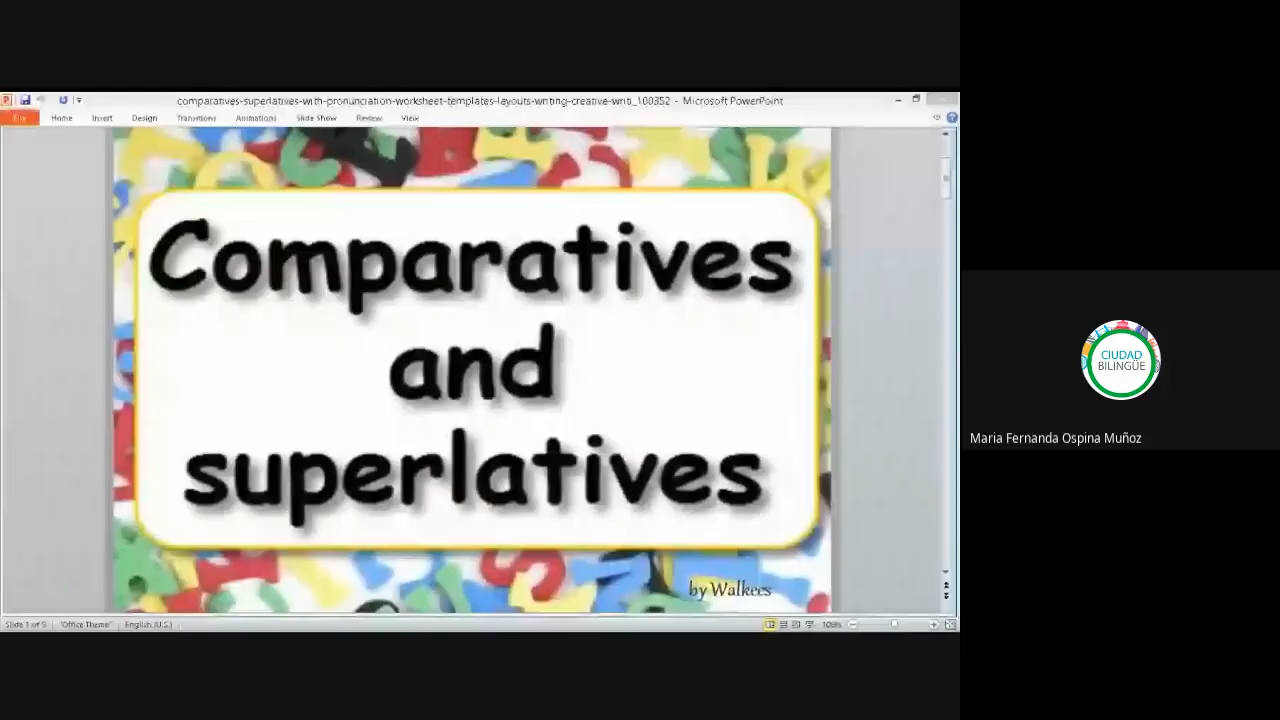 comparatives-superlatives-with-pronunciation-worksheet-templates-layouts-writing-creative-writi_100352 - Microsoft PowerPoint
File Home Insert Design Transitions Animations Slide Show Review View
Comparatives
and
superlatives
by Walkees
Slide 1 of 9 "Office Theme" English (U.S.) 108%
CIUDAD
BILINGÜE
Maria Fernanda Ospina Muñoz